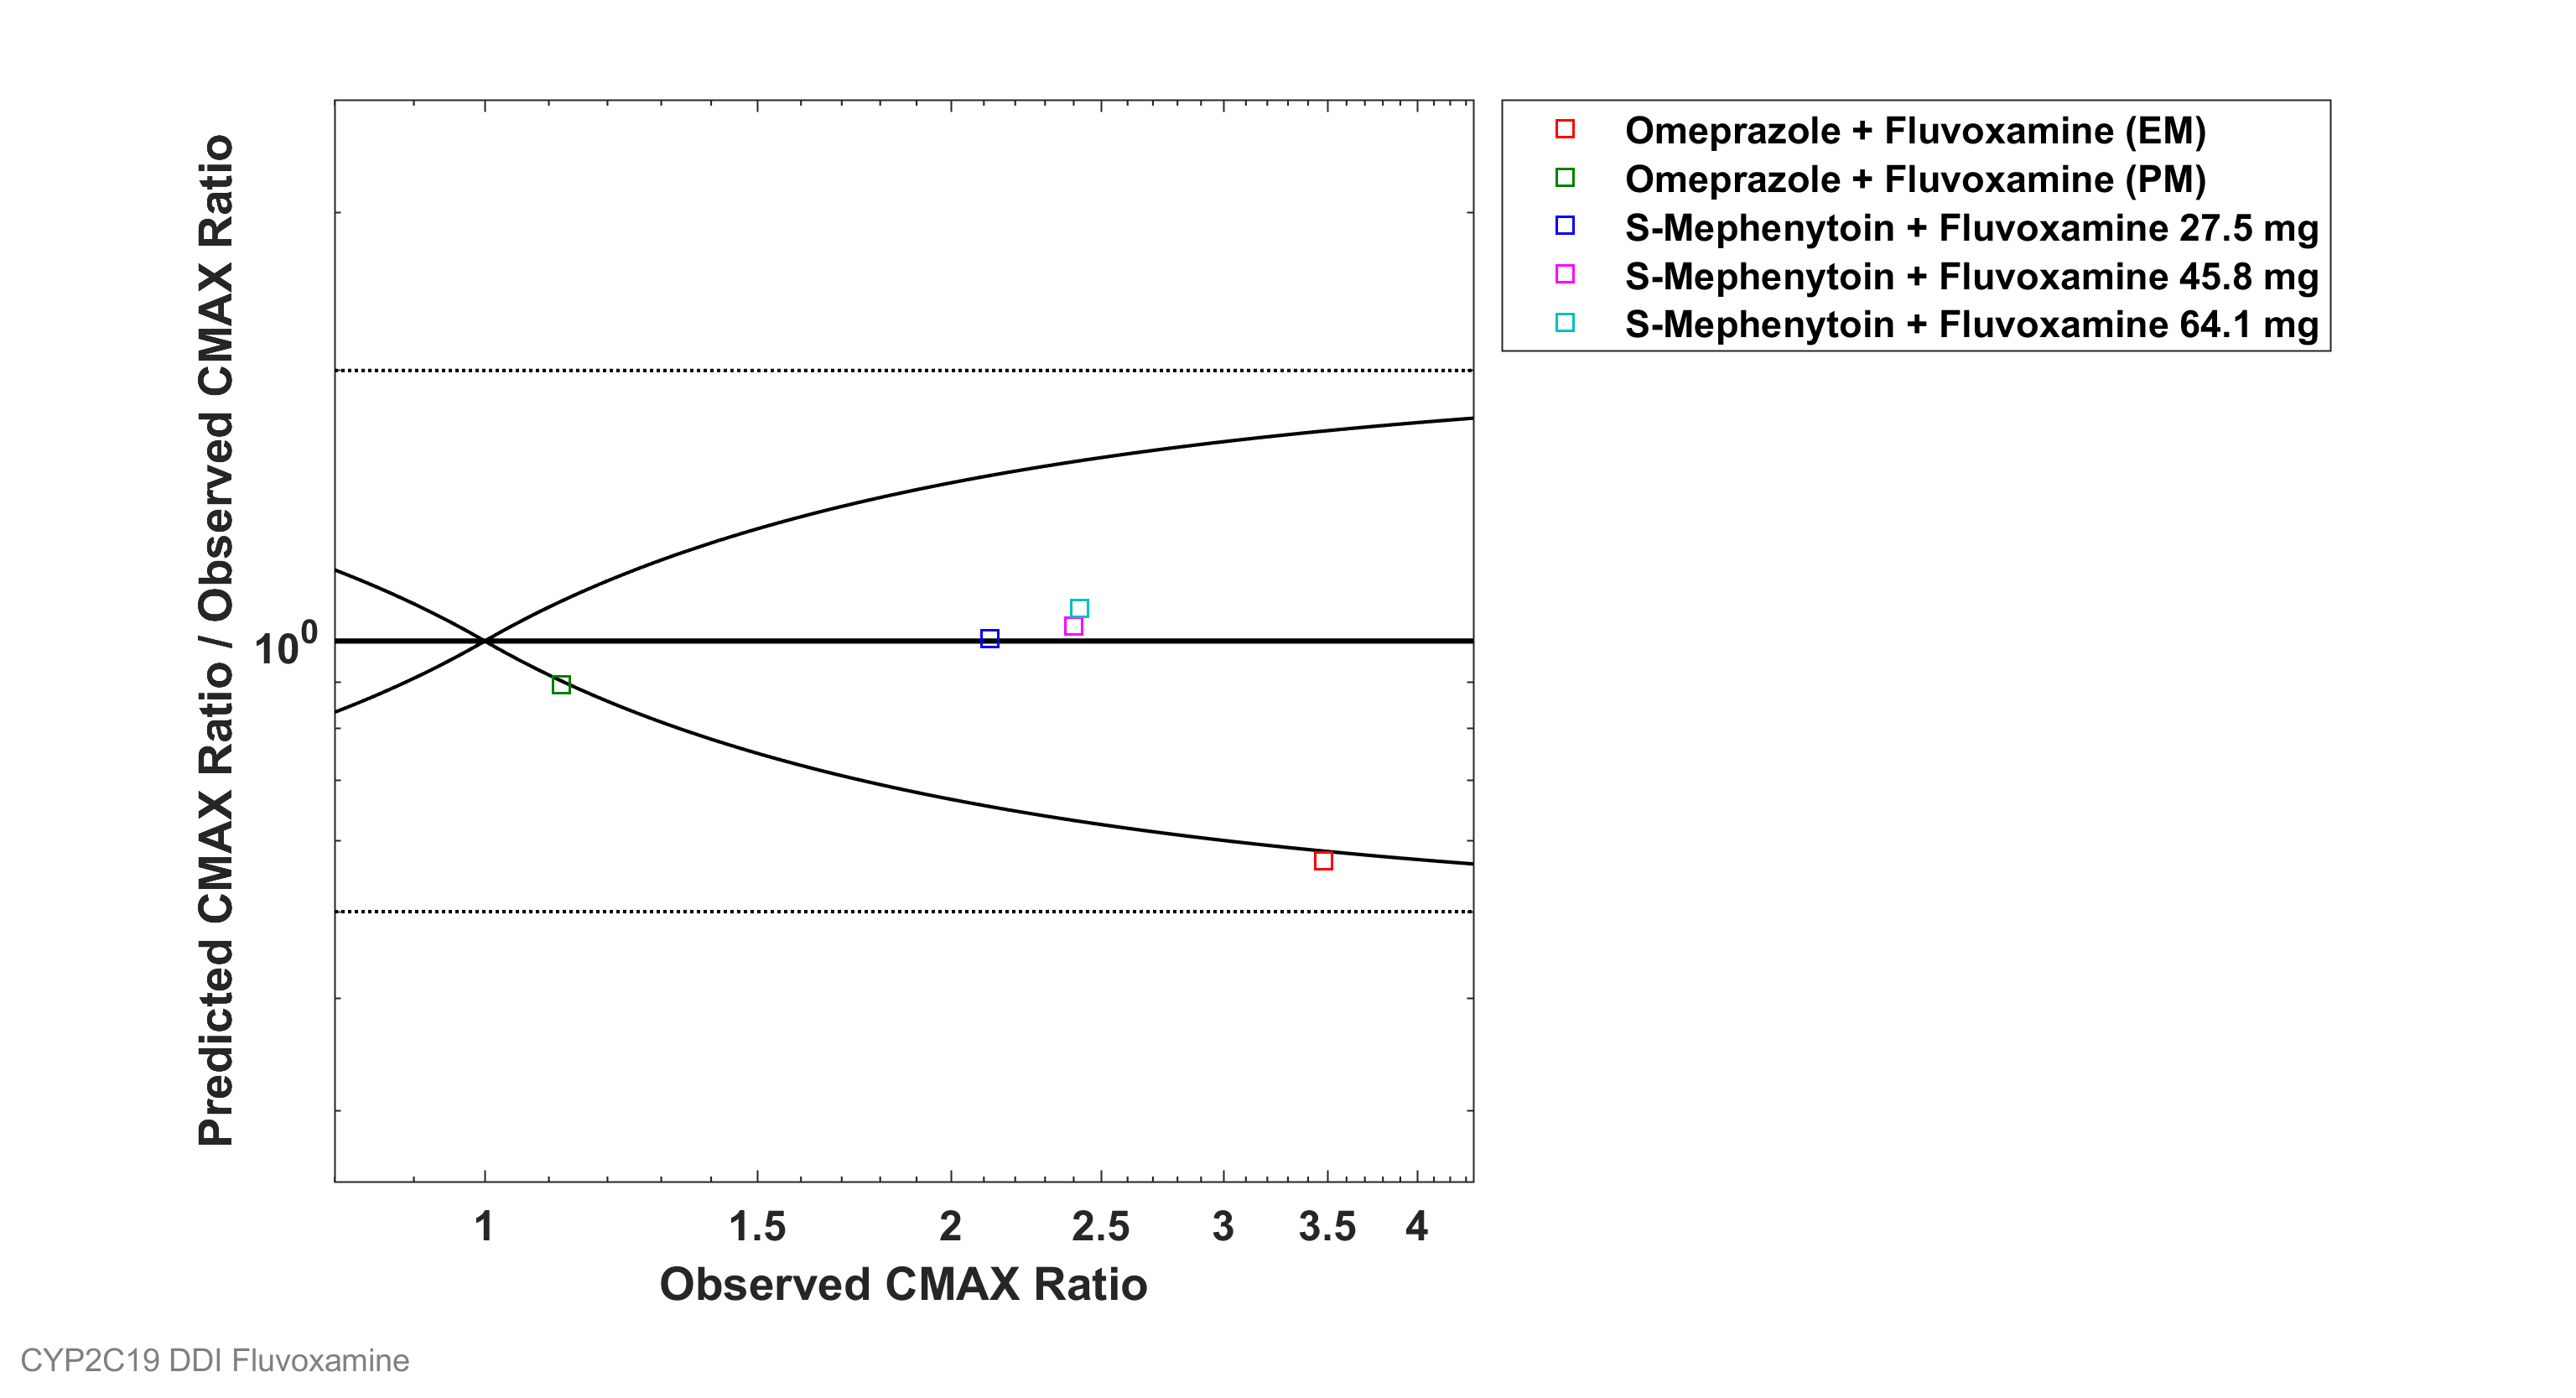 Predicted CMAX Ratio / Observed CMAX Ratio
10^0
1 1.5 2 2.5 3 3.5 4
Observed CMAX Ratio
Omeprazole + Fluvoxamine (EM)
Omeprazole + Fluvoxamine (PM)
S-Mephenytoin + Fluvoxamine 27.5 mg
S-Mephenytoin + Fluvoxamine 45.8 mg
S-Mephenytoin + Fluvoxamine 64.1 mg
CYP2C19 DDI Fluvoxamine